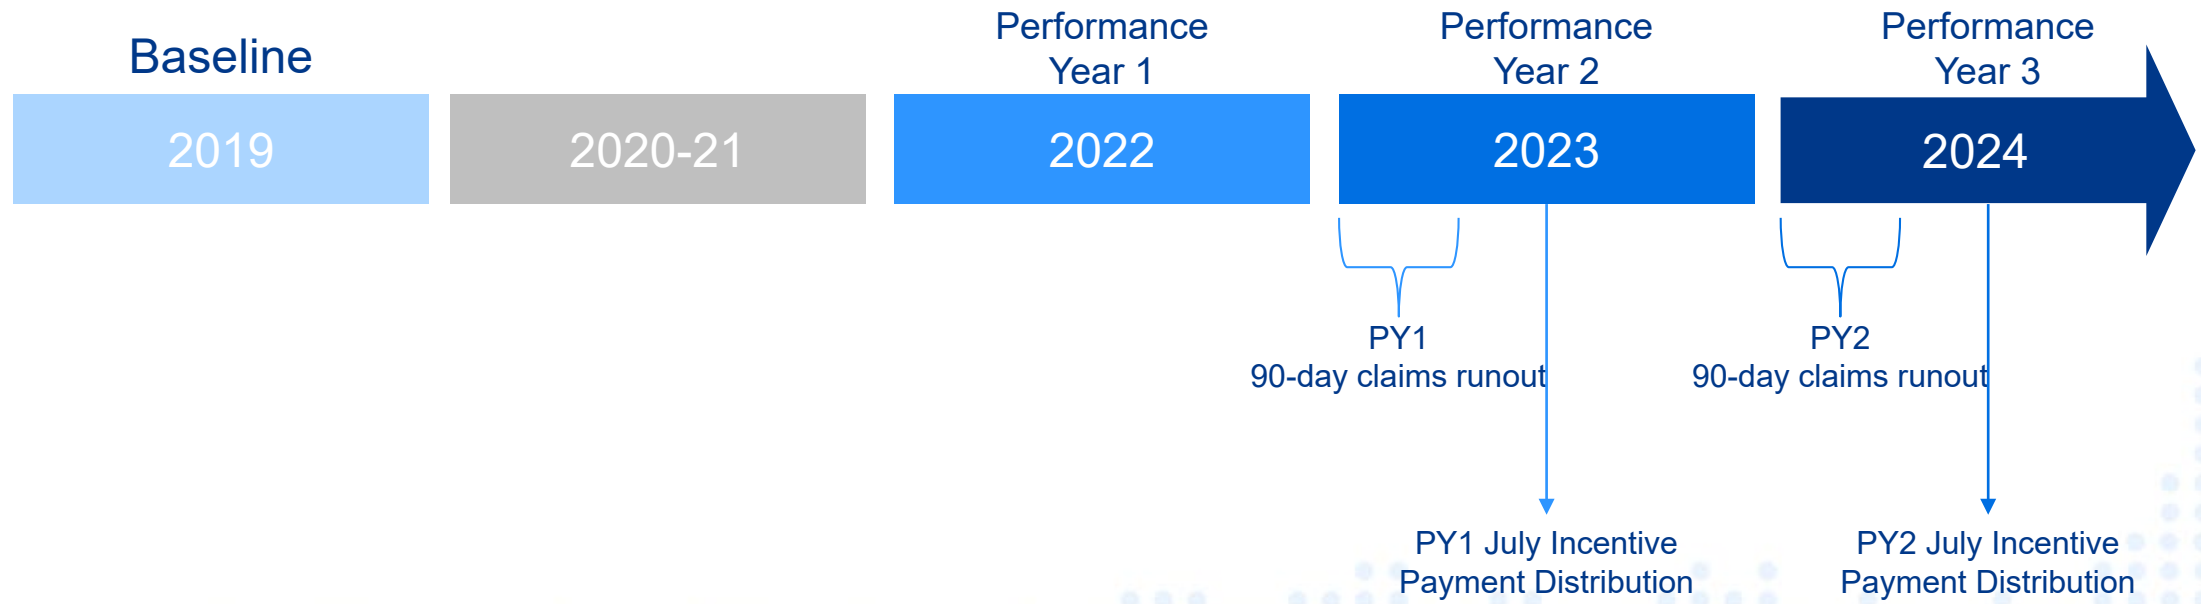 Baseline
Performance
Year 1
Performance
Year 2
Performance
Year 3
2019
2020-21
2022
2023
2024
PY1
90-day claims runout
PY2
90-day claims runout
PY1 July Incentive
Payment Distribution
PY2 July Incentive
Payment Distribution